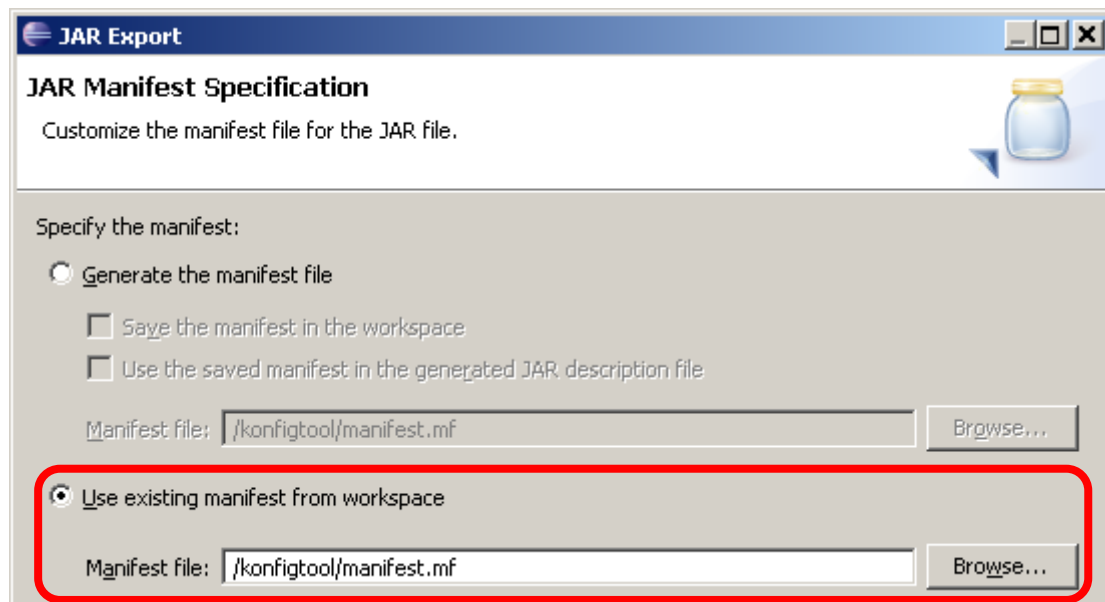 JAR Export
JAR Manifest Specification
Customize the manifest file for the JAR file.
Specify the manifest:
Generate the manifest file
Save the manifest in the workspace
Use the saved manifest in the generated JAR description file
Manifest file: /konfigtool/manifest.mf Browse...
Use existing manifest from workspace
Manifest file: /konfigtool/manifest.mf Browse...